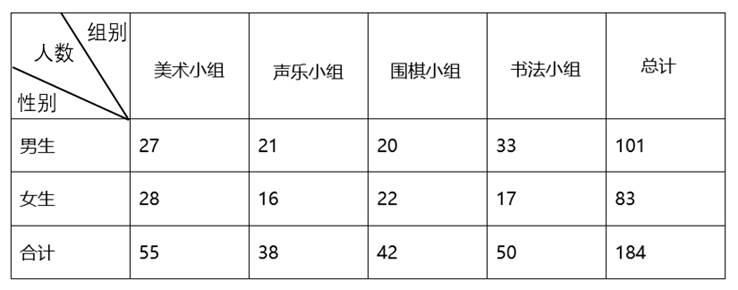 组别
人数
性别
美术小组 声乐小组 围棋小组 书法小组 总计
男生 27 21 20 33 101
女生 28 16 22 17 83
合计 55 38 42 50 184